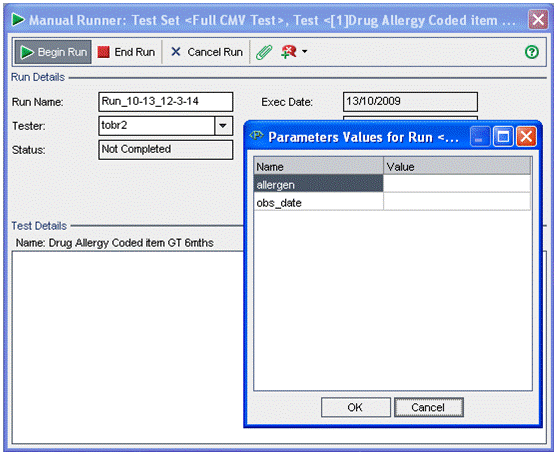 Manual Runner: Test Set <Full CMV Test>, Test <[1]Drug Allergy Coded item ...
Begin Run End Run Cancel Run
Run Details
Run Name: Run_10-13_12-3-14 Exec Date: 13/10/2009
Tester: tobr2
Status: Not Completed
Parameters Values for Run <...
Name Value
allergen
obs_date
OK Cancel
Test Details
Name: Drug Allergy Coded item GT 6mths